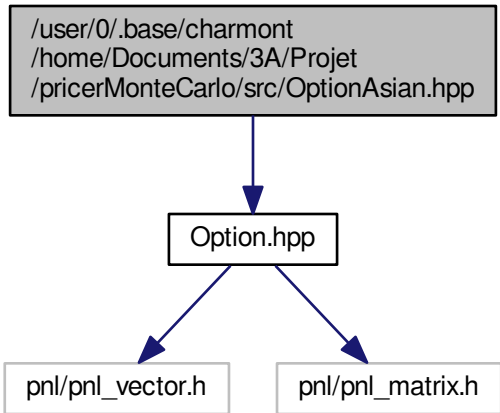 /user/0/.base/charmont
/home/Documents/3A/Projet
/pricerMonteCarlo/src/OptionAsian.hpp
Option.hpp
pnl/pnl_vector.h
pnl/pnl_matrix.h